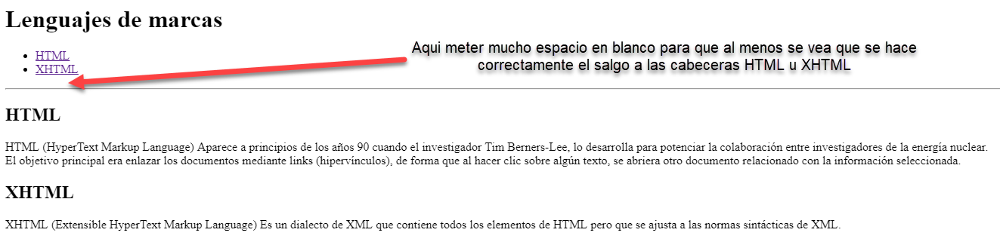 Lenguajes de marcas
Aqui meter mucho espacio en blanco para que al menos se vea que se hace
correctamente el salgo a las cabeceras HTML u XHTML
HTML
XHTML
HTML
HTML (HyperText Markup Language) Aparece a principios de los años 90 cuando el investigador Tim Berners-Lee, lo desarrolla para potenciar la colaboración entre investigadores de la energía nuclear.
El objetivo principal era enlazar los documentos mediante links (hipervínculos), de forma que al hacer clic sobre algún texto, se abriera otro documento relacionado con la información seleccionada.
XHTML
XHTML (Extensible HyperText Markup Language) Es un dialecto de XML que contiene todos los elementos de HTML pero que se ajusta a las normas sintácticas de XML.